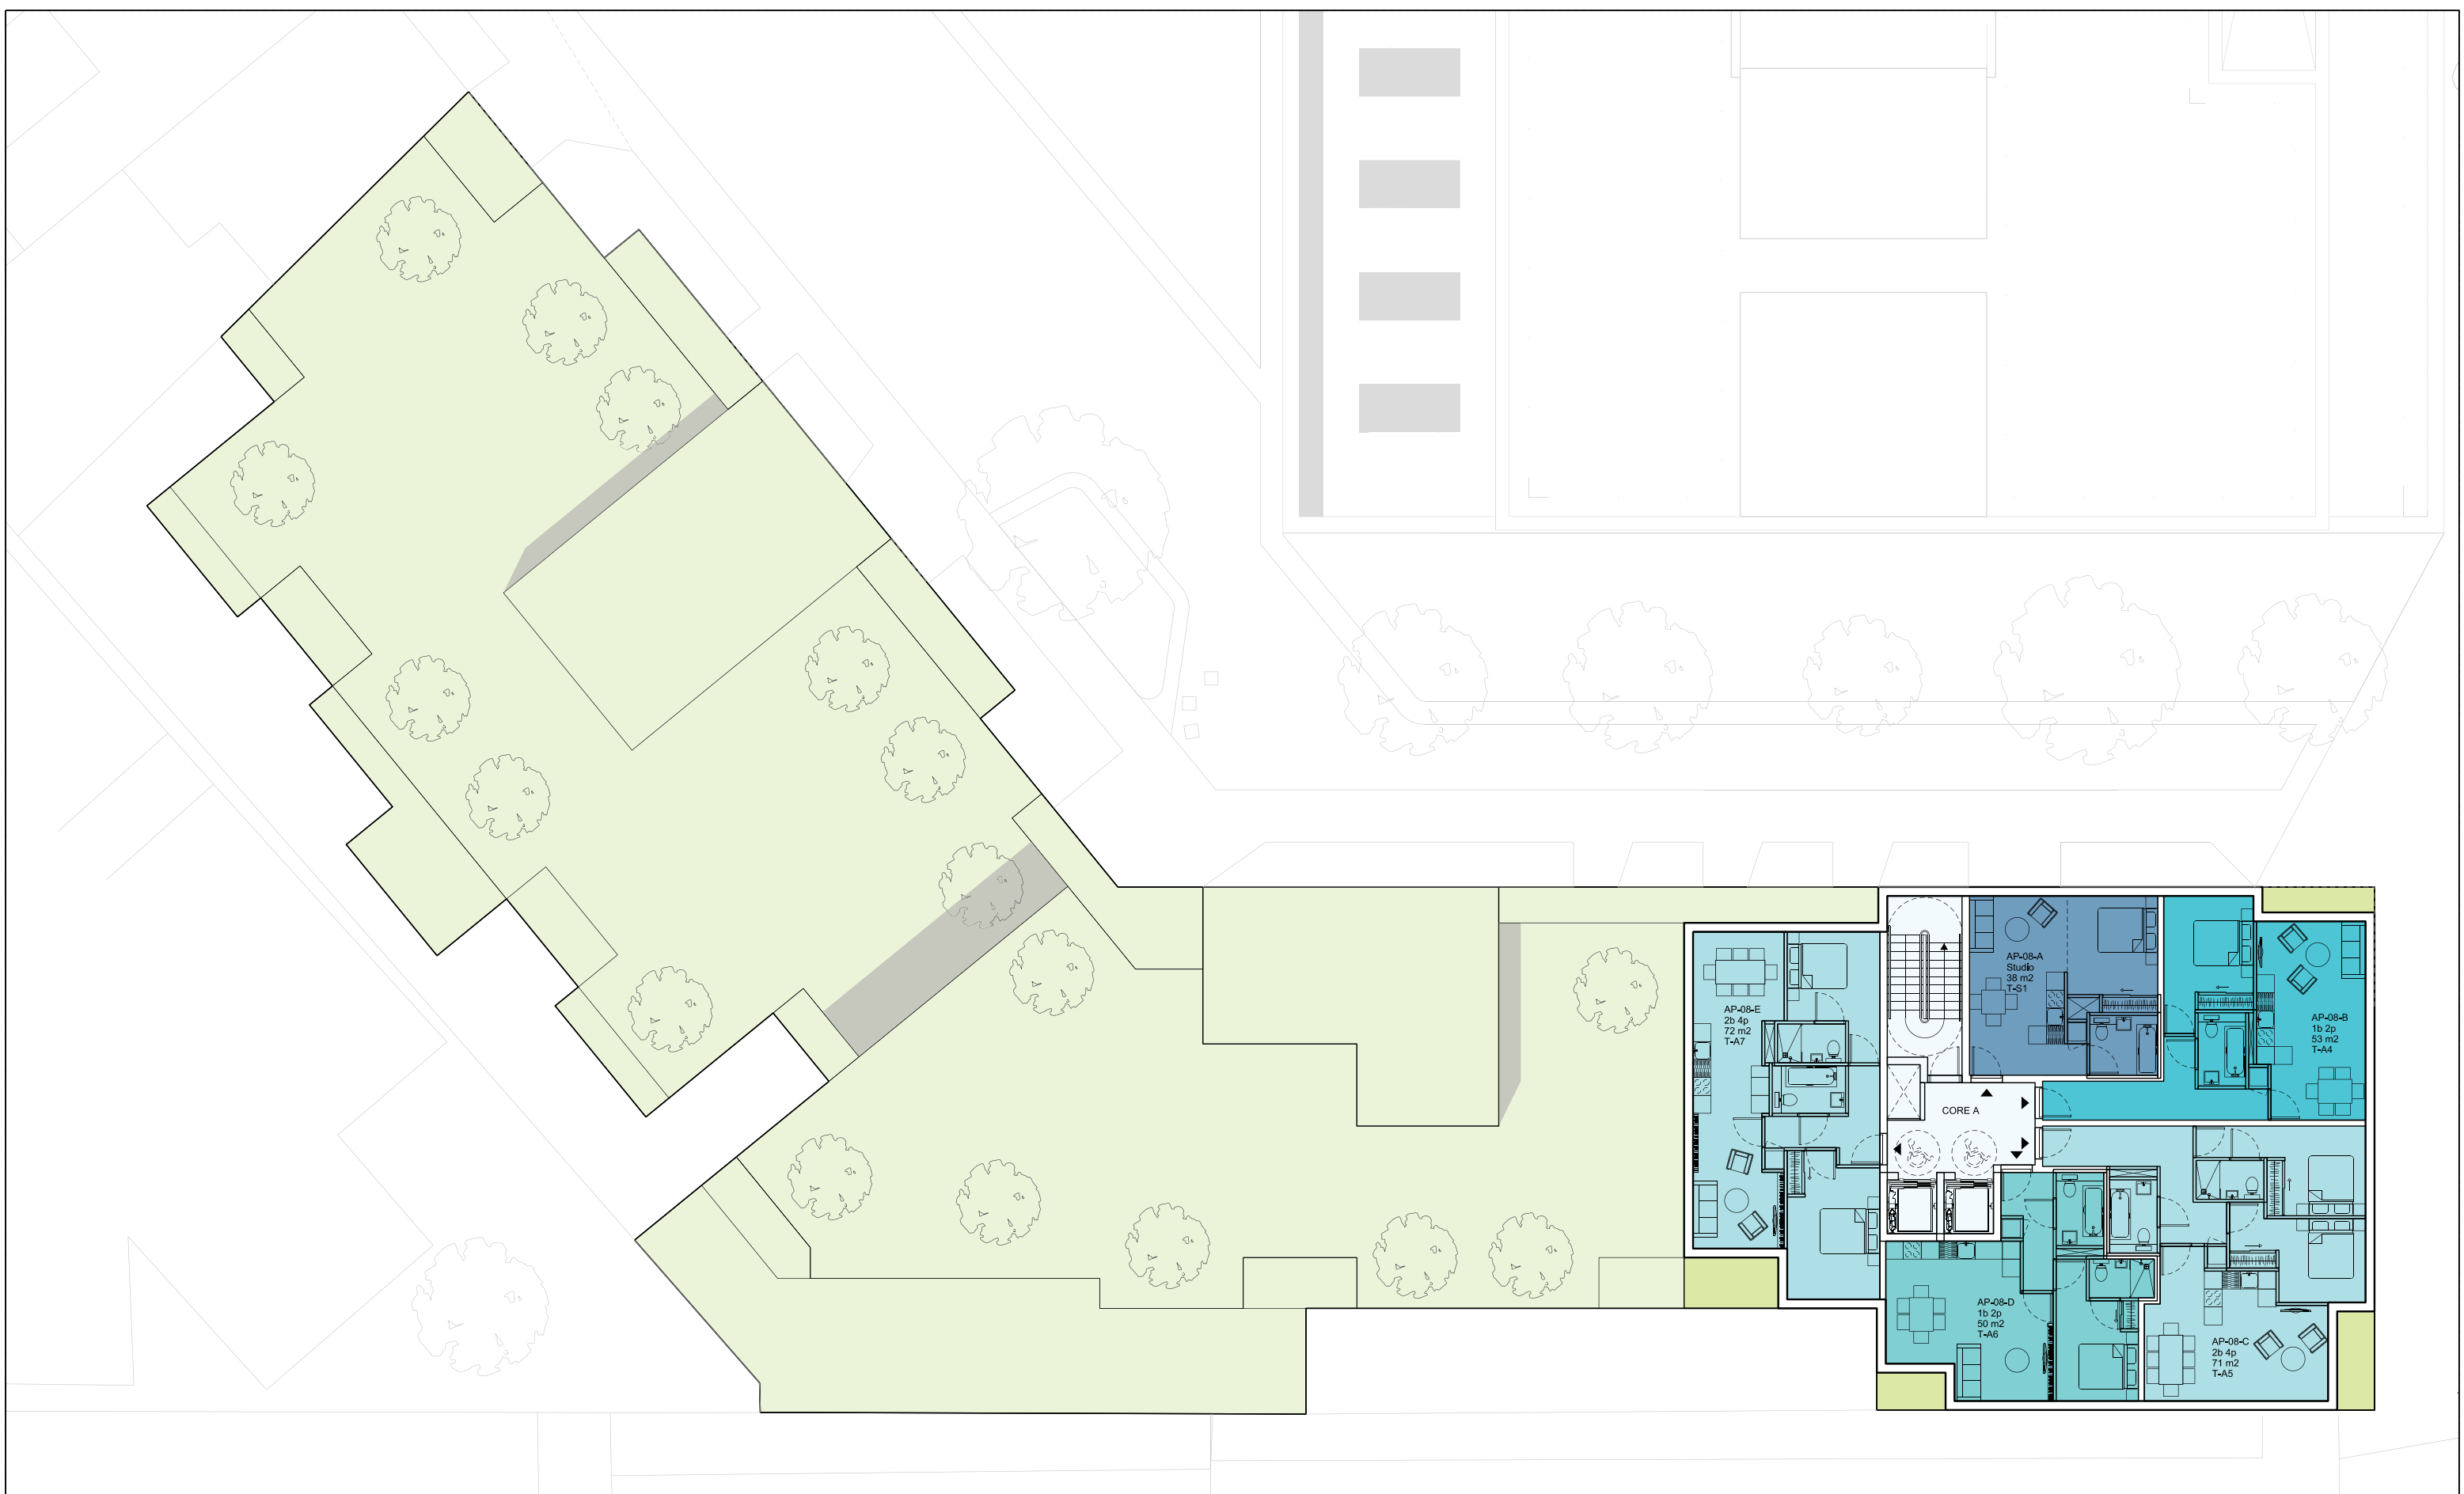 AP-08-A
Studio
38 m2
T-S1
AP-08-B
1b 2p
53 m2
T-A4
AP-08-E
2b 4p
72 m2
T-A7
CORE A
AP-08-D
1b 2p
50 m2
T-A6
AP-08-C
2b 4p
71 m2
T-A5